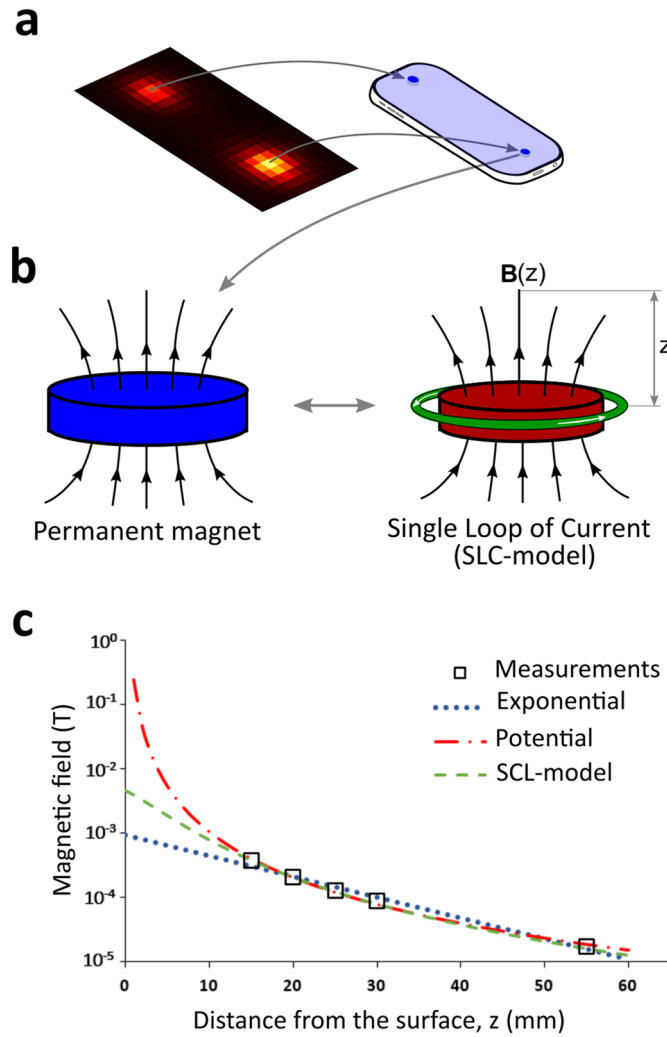 a
b
B(z)
z
Permanent magnet
Single Loop of Current
(SLC-model)
c
Magnetic field (T)
10⁰
10⁻¹
10⁻²
10⁻³
10⁻⁴
10⁻⁵
Measurements
Exponential
Potential
SCL-model
0 10 20 30 40 50 60
Distance from the surface, z (mm)